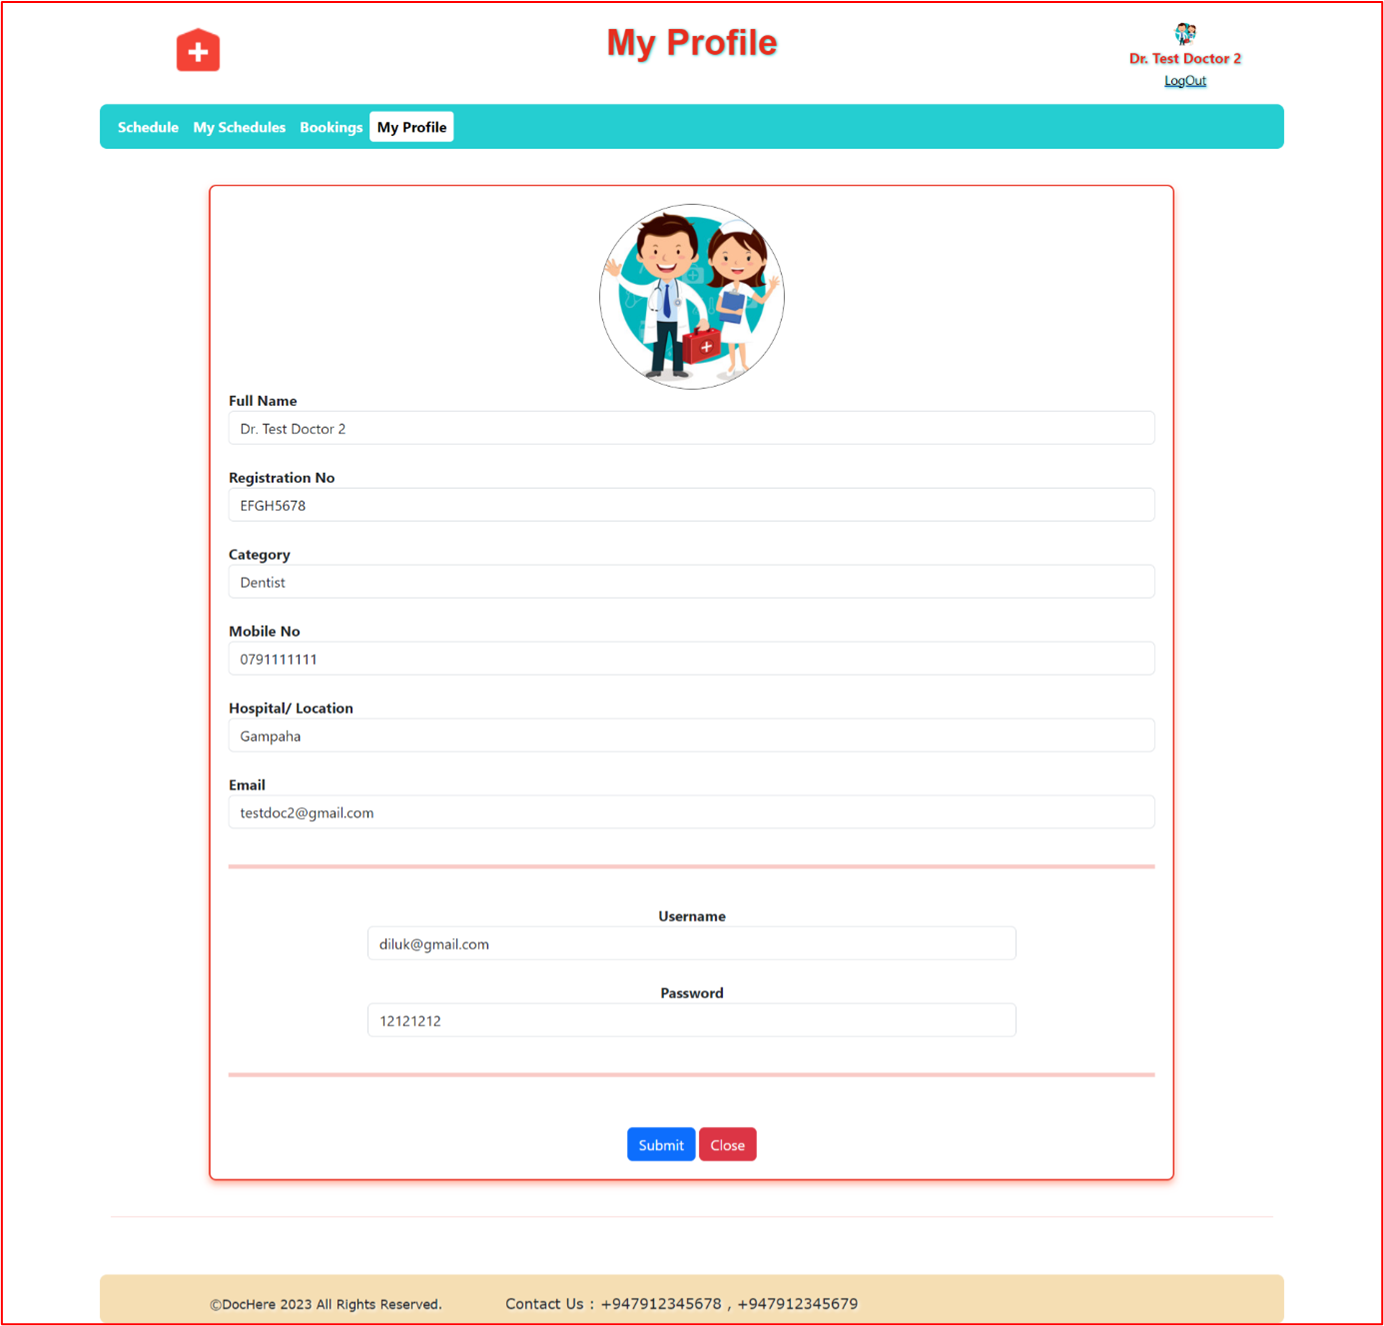 My Profile
Dr. Test Doctor 2
LogOut
Schedule My Schedules Bookings My Profile
Full Name
Dr. Test Doctor 2
Registration No
EFGH5678
Category
Dentist
Mobile No
0791111111
Hospital/ Location
Gampaha
Email
testdoc2@gmail.com
Username
diluk@gmail.com
Password
12121212
Submit Close
©DocHere 2023 All Rights Reserved. Contact Us : +947912345678 , +947912345679